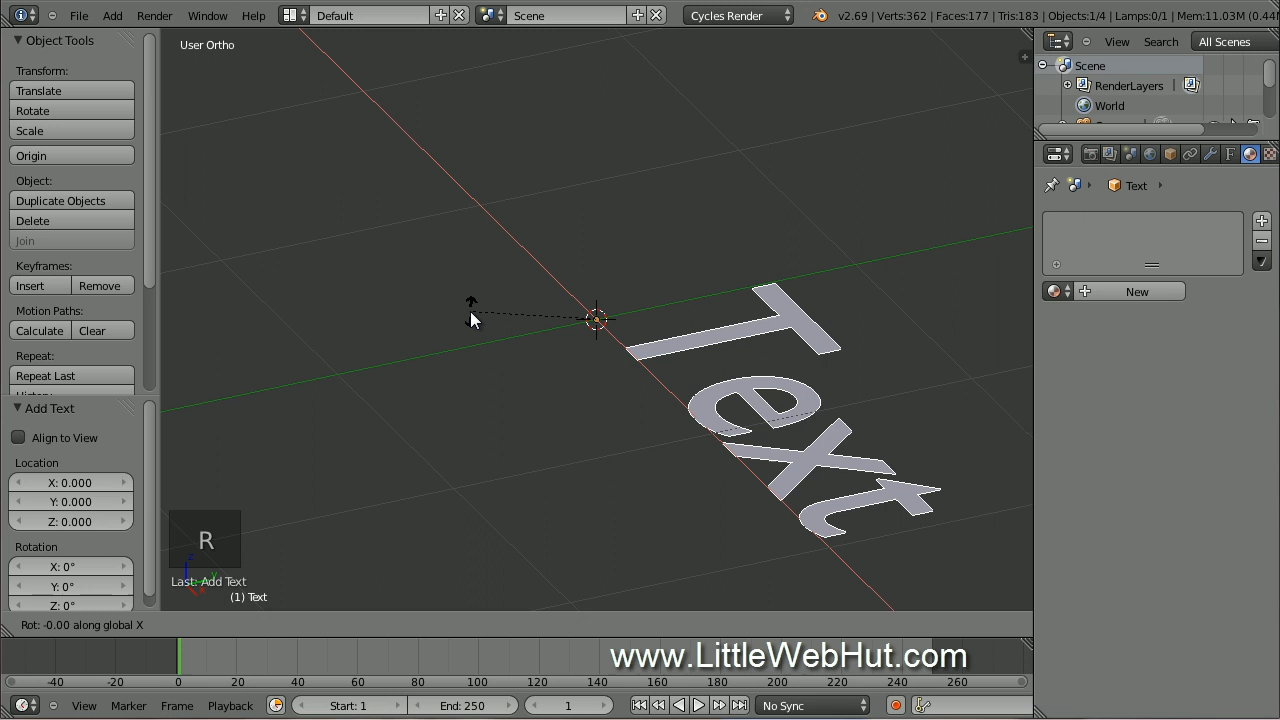 File Add Render Window Help Default Scene Cycles Render v2.69 | Verts:362 | Faces:177 | Tris:183 | Objects:1/4 | Lamps:0/1 | Mem:11.03M (0.44M
Object Tools
User Ortho
View Search All Scenes
Transform:
Scene
Translate
RenderLayers |
Rotate
World
Scale
Origin
Object:
Text
Duplicate Objects
Delete
Join
Keyframes:
Insert Remove
New
Motion Paths:
Calculate Clear
Repeat:
Repeat Last
Text
Add Text
Align to View
Location
X: 0.000
Y: 0.000
Z: 0.000
R
Rotation
X: 0°
Y: 0°
Z: 0°
z
y
Last: Add Text
(1) Text
Rot: -0.00 along global X
www.LittleWebHut.com
-40 -20 0 20 40 60 80 100 120 140 160 180 200 220 240 260
View Marker Frame Playback Start: 1 End: 250 1 No Sync